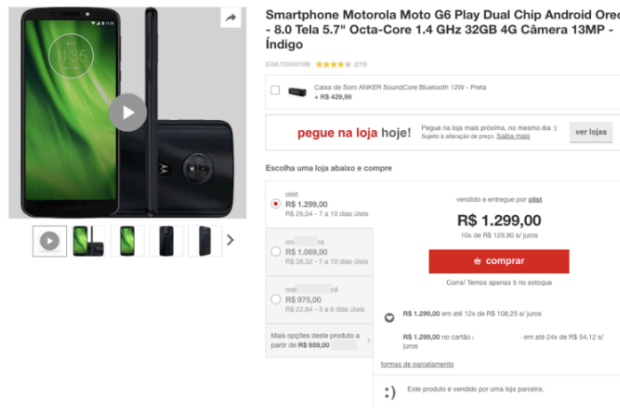 Smartphone Motorola Moto G6 Play Dual Chip Android Oreo
- 8.0 Tela 5.7" Octa-Core 1.4 GHz 32GB 4G Câmera 13MP -
Índigo
(215)
Caixa de Som ANKER SoundCore Bluetooth 12W - Preta
+ R$ 429,99
pegue na loja hoje!
Pegue na loja mais próxima, no mesmo dia :)
Sujeito à alteração de preço. Saiba mais
ver lojas
Escolha uma loja abaixo e compre
olist
R$ 1.299,00
R$ 26,04 - 7 a 10 dias úteis
R$ 1.069,90
R$ 38,32 - 7 a 10 dias úteis
R$ 975,00
R$ 22,94 - 5 a 6 dias úteis
Mais opções deste produto a
partir de R$ 959,00
vendido e entregue por olist
R$ 1.299,00
10x de R$ 129,90 s/ juros
comprar
Corra! Temos apenas 5 no estoque
R$ 1.299,00 em até 12x de R$ 108,25 s/ juros
R$ 1.299,00 no cartão
em até 24x de R$ 54,12 s/
juros
formas de parcelamento
:) Este produto é vendido por uma loja parceira.